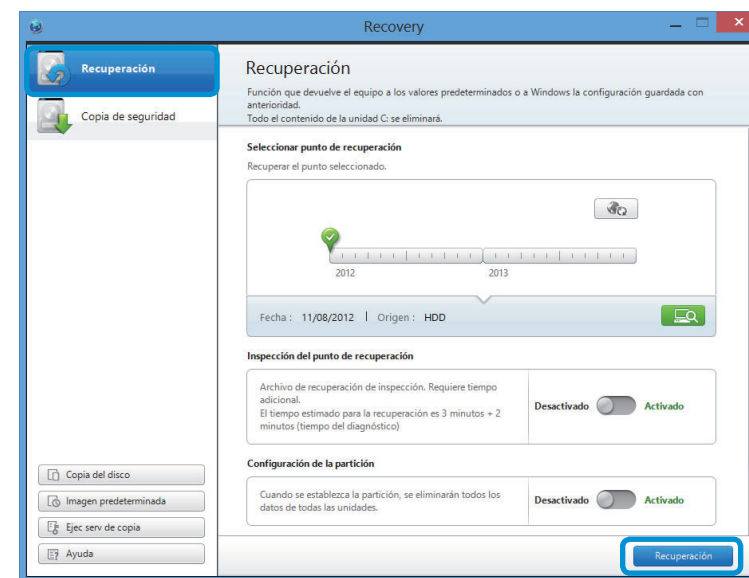 Recovery
Recuperación
Copia de seguridad
Copia del disco
Imagen predeterminada
Ejec serv de copia
Ayuda
Recuperación
Función que devuelve el equipo a los valores predeterminados o a Windows la configuración guardada con
anterioridad.
Todo el contenido de la unidad C: se eliminará.
Seleccionar punto de recuperación
Recuperar el punto seleccionado.
2012 2013
Fecha : 11/08/2012 | Origen : HDD
Inspección del punto de recuperación
Archivo de recuperación de inspección. Requiere tiempo
adicional.
El tiempo estimado para la recuperación es 3 minutos + 2
minutos (tiempo del diagnóstico)
Desactivado Activado
Configuración de la partición
Cuando se establezca la partición, se eliminarán todos los
datos de todas las unidades.
Desactivado Activado
Recuperación